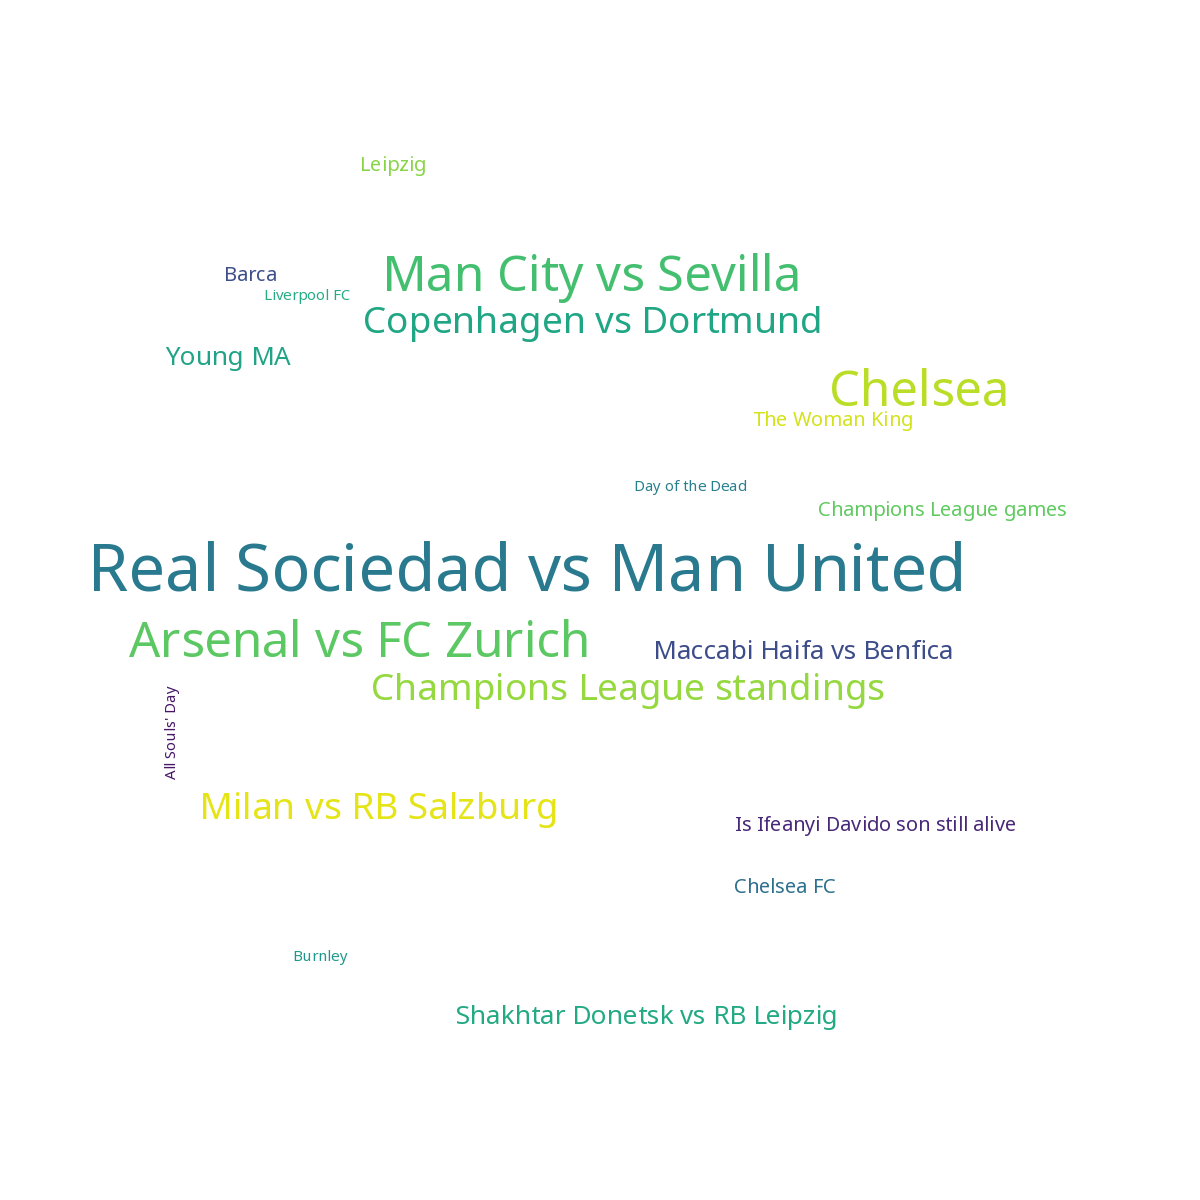 Leipzig
Man City vs Sevilla
Barca
Liverpool FC
Copenhagen vs Dortmund
Young MA
Chelsea
The Woman King
Day of the Dead
Champions League games
Real Sociedad vs Man United
Arsenal vs FC Zurich
Maccabi Haifa vs Benfica
Champions League standings
All Souls' Day
Milan vs RB Salzburg
Is Ifeanyi Davido son still alive
Chelsea FC
Burnley
Shakhtar Donetsk vs RB Leipzig